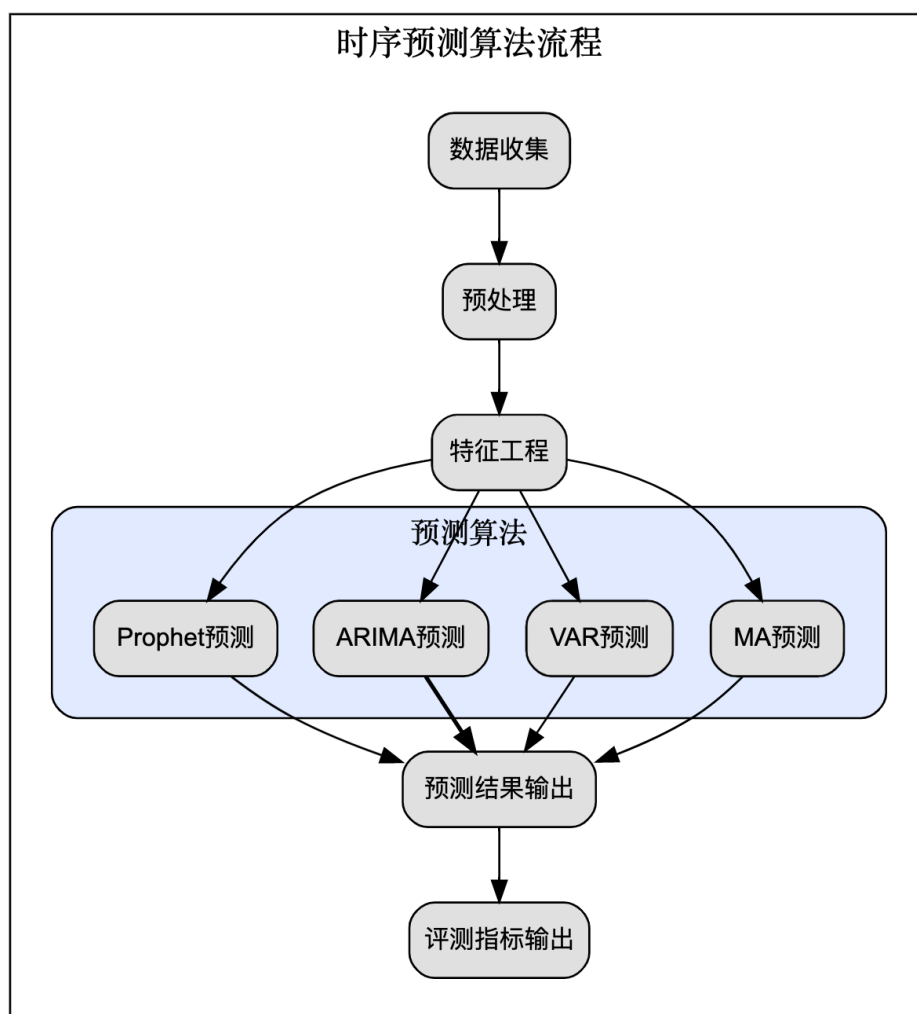 时序预测算法流程
数据收集
预处理
特征工程
预测算法
Prophet预测
ARIMA预测
VAR预测
MA预测
预测结果输出
评测指标输出